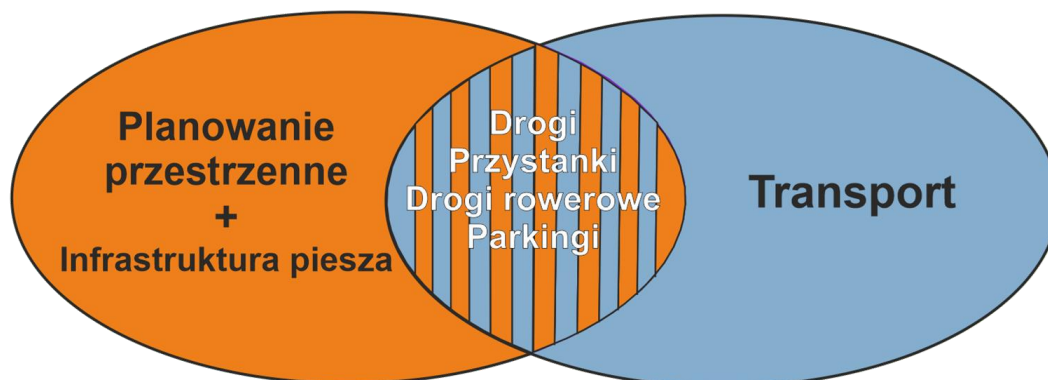 Planowanie
przestrzenne
+
Infrastruktura piesza
Drogi
Przystanki
Drogi rowerowe
Parkingi
Transport